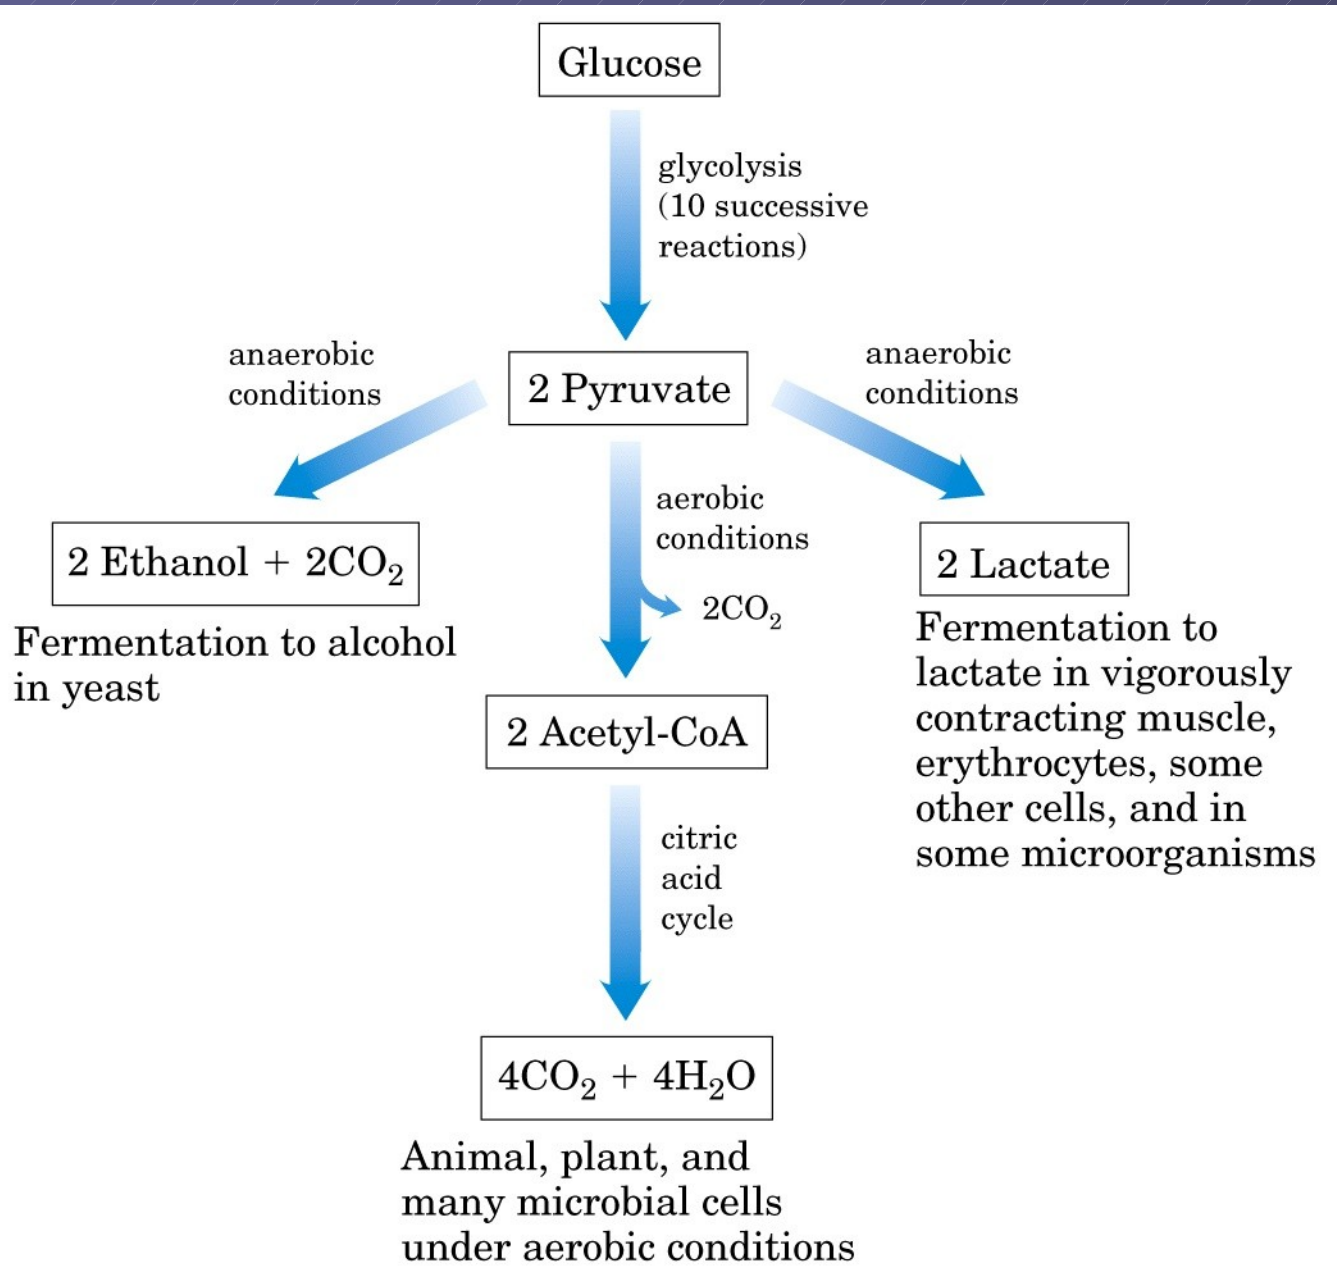 Glucose
glycolysis
(10 successive
reactions)
anaerobic
conditions
2 Pyruvate
anaerobic
conditions
2 Ethanol + 2CO₂
Fermentation to alcohol
in yeast
aerobic
conditions
2CO₂
2 Lactate
Fermentation to
lactate in vigorously
contracting muscle,
erythrocytes, some
other cells, and in
some microorganisms
2 Acetyl-CoA
citric
acid
cycle
4CO₂ + 4H₂O
Animal, plant, and
many microbial cells
under aerobic conditions